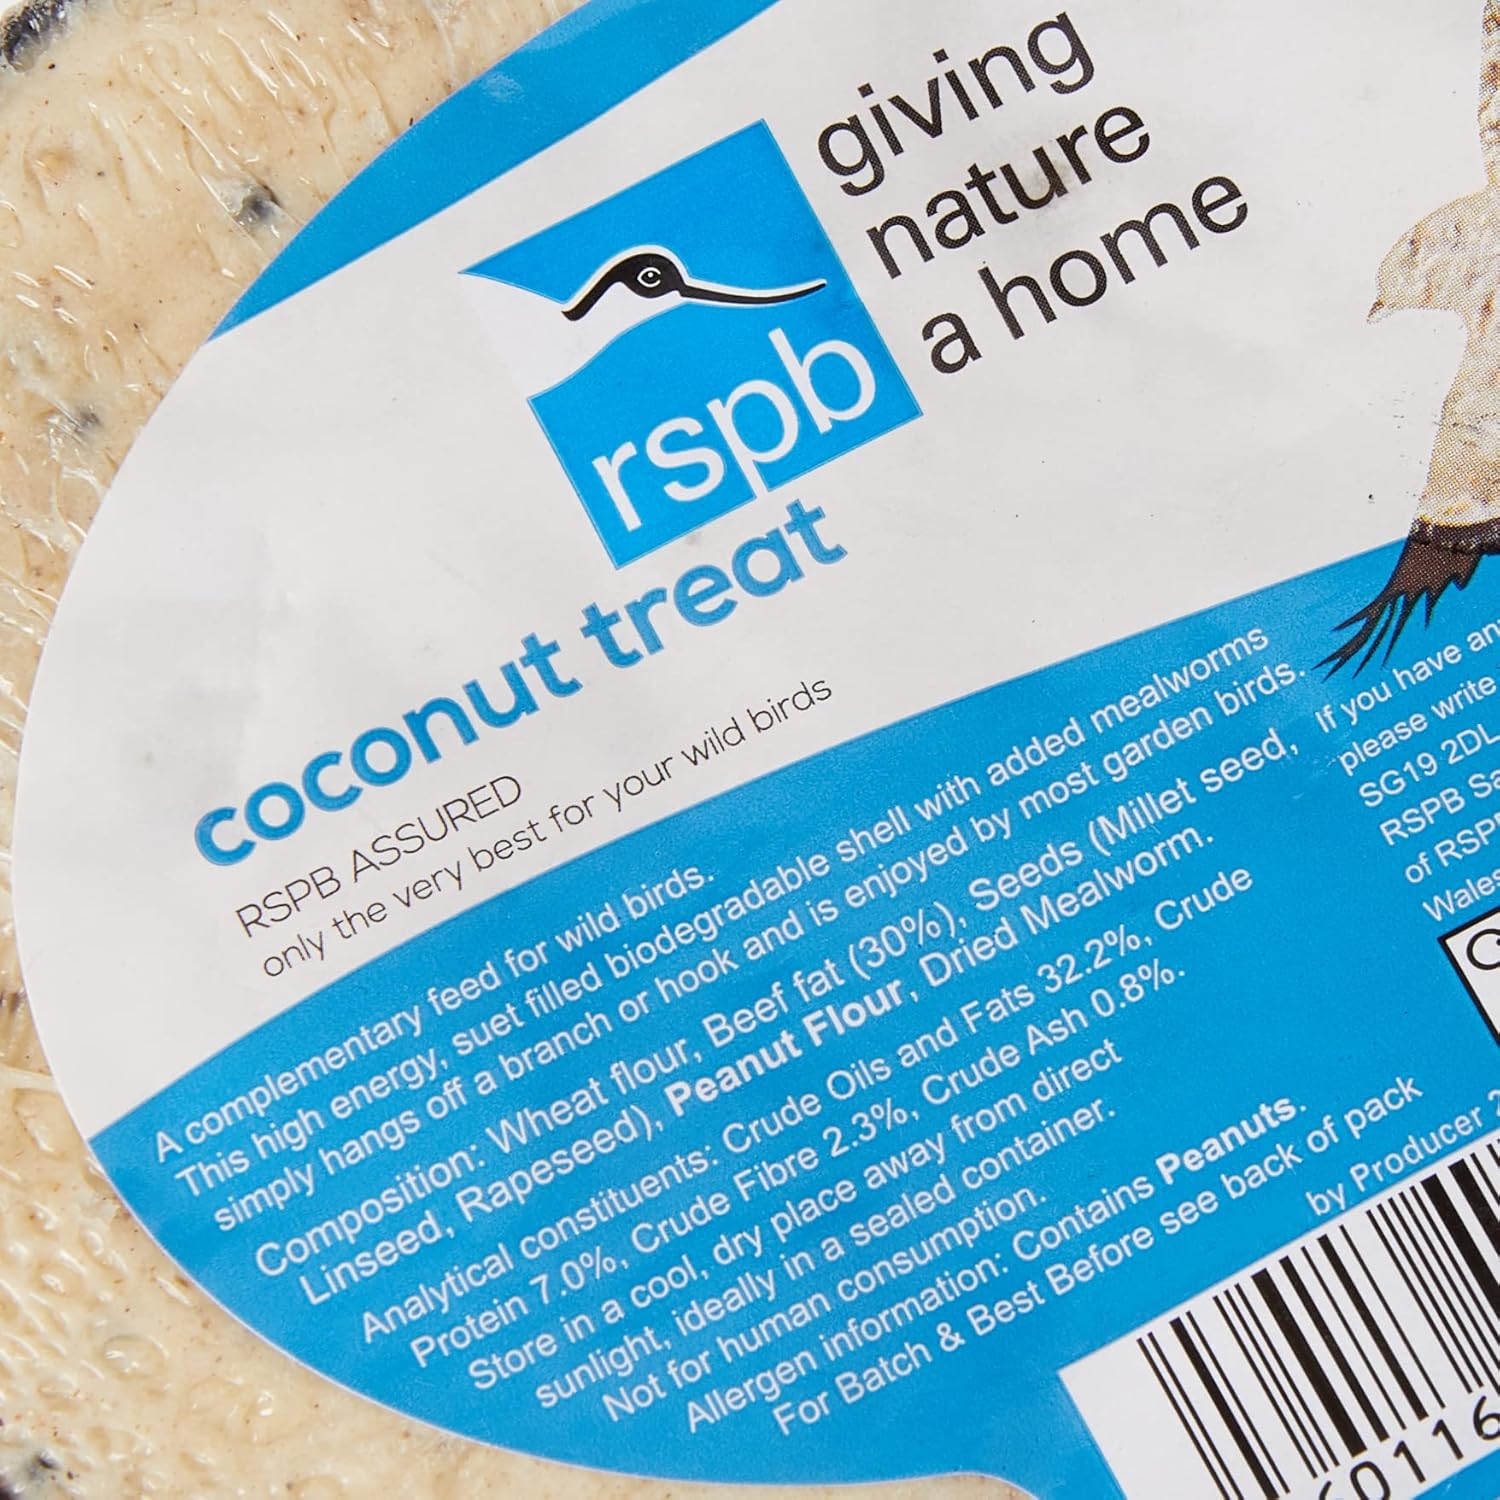 giving
nature
a home
rspb
coconut treat
RSPB ASSURED
only the very best for your wild birds
A complementary feed for wild birds.
This high energy, suet filled biodegradable shell with added mealworms
simply hangs off a branch or hook and is enjoyed by most garden birds.
Composition: Wheat flour, Beef fat (30%), Seeds (Millet seed,
Linseed, Rapeseed), Peanut Flour, Dried Mealworm.
Analytical constituents: Crude Oils and Fats 32.2%, Crude
Protein 7.0%, Crude Fibre 2.3%, Crude Ash 0.8%.
Store in a cool, dry place away from direct
sunlight, ideally in a sealed container.
Not for human consumption.
Allergen information: Contains Peanuts.
For Batch & Best Before see back of pack
by Producer
If you have
please write
SG19 2DL
RSPB
of
Wales
60116